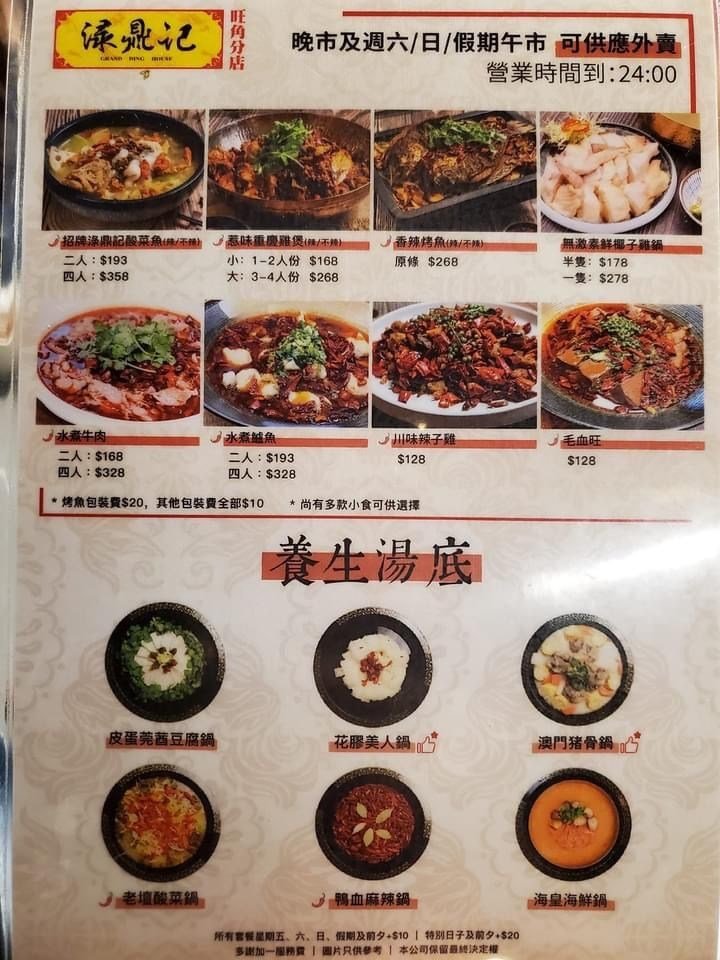 淥鼎記
GRAND DING HOUSE
旺角分店
晚市及週六/日/假期午市 可供應外賣
營業時間到:24:00
招牌淥鼎記酸菜魚(辣/不辣)
二人：$193
四人：$358
惹味重慶雞煲(辣/不辣)
小：1-2人份 $168
大：3-4人份 $268
香辣烤魚(辣/不辣)
原條 $268
無激素鮮椰子雞鍋
半隻：$178
一隻：$278
水煮牛肉
二人：$168
四人：$328
水煮鱸魚
二人：$193
四人：$328
川味辣子雞
$128
毛血旺
$128
* 烤魚包裝費$20，其他包裝費全部$10 * 尚有多款小食可供選擇
養生湯底
皮蛋莞茜豆腐鍋
花膠美人鍋
澳門豬骨鍋
老壇酸菜鍋
鴨血麻辣鍋
海皇海鮮鍋
所有套餐星期五、六、日、假期及前夕+$10 | 特別日子及前夕+$20
多謝加一服務費 | 圖片只供參考 | 本公司保留最終決定權